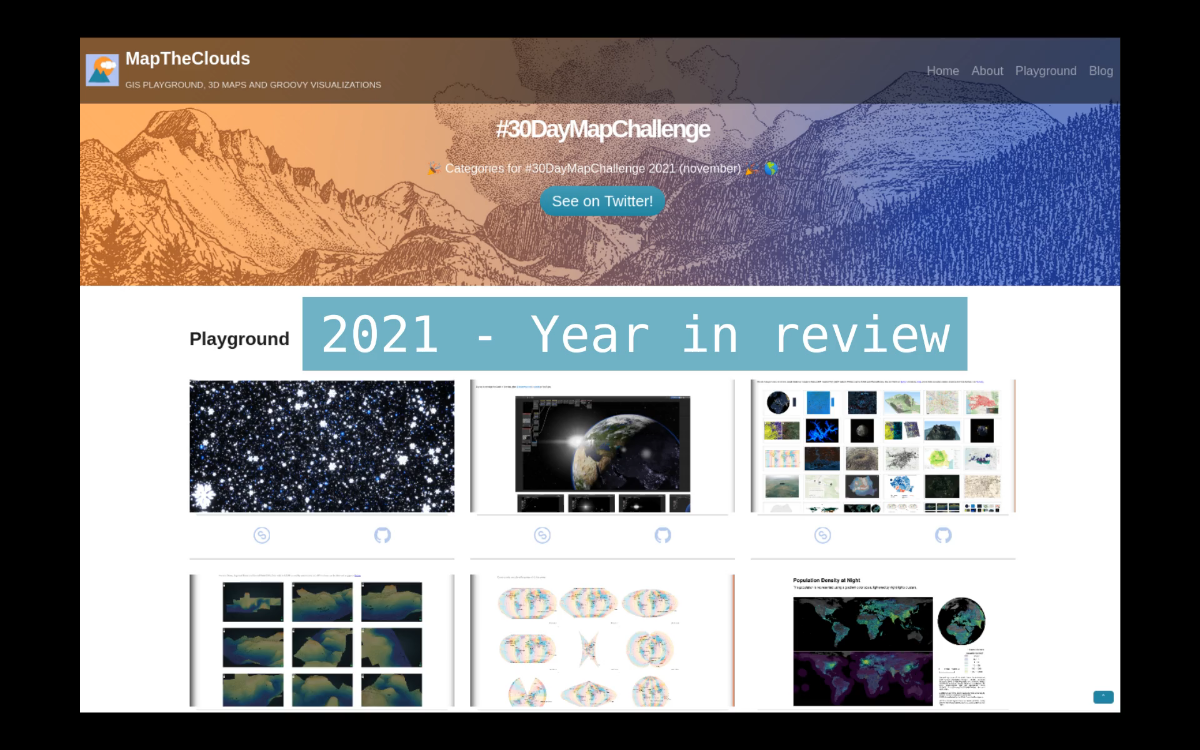 MapTheClouds
GIS PLAYGROUND, 3D MAPS AND GROOVY VISUALIZATIONS
Home About Playground Blog
#30DayMapChallenge
Categories for #30DayMapChallenge 2021 (november)
See on Twitter!
Playground
2021 - Year in review
Population Density at Night